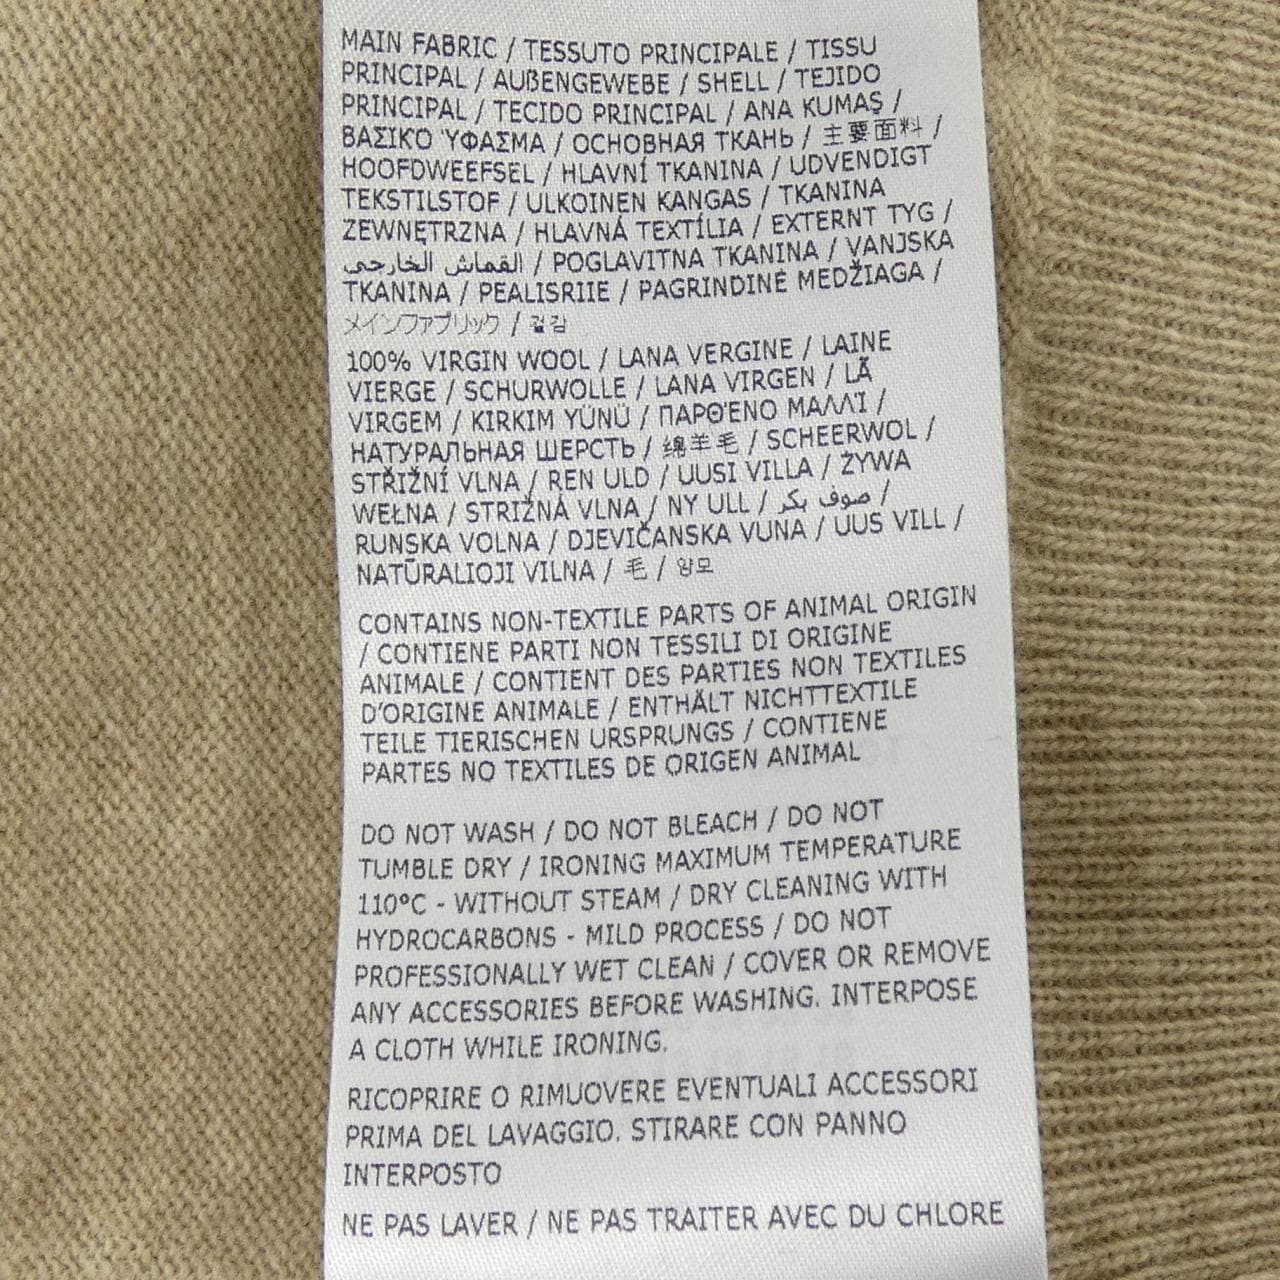 MAIN FABRIC / TESSUTO PRINCIPALE / TISSU
PRINCIPAL / AUßENGEWEBE / SHELL / TEJIDO
PRINCIPAL / TECIDO PRINCIPAL / ANA KUMAŞ /
ΒΑΣΙΚΌ ΎΦΑΣΜΑ / ОСНОВНАЯ ТКАНЬ / 主要面料 /
HOOFDWEEFSEL / HLAVNÍ TKANINA / UDVENDIGT
TEKSTILSTOF / ULKOINEN KANGAS / TKANINA
ZEWNĘTRZNA / HLAVNÁ TEXTÍLIA / EXTERNT TYG /
القماش الخارجي / POGLAVITNA TKANINA / VANJSKA
TKANINA / PEALISRIIE / PAGRINDINĖ MEDŽIAGA /
メインファブリック / 겉감
100% VIRGIN WOOL / LANA VERGINE / LAINE
VIERGE / SCHURWOLLE / LANA VIRGEN / LÃ
VIRGEM / KIRKIM YÜNÜ / ΠΑΡΘΈΝΟ ΜΑΛΛΊ /
НАТУРАЛЬНАЯ ШЕРСТЬ / 绵羊毛 / SCHEERWOL /
STŘIŽNÍ VLNA / REN ULD / UUSI VILLA / ŻYWA
WEŁNA / STRIŽNÁ VLNA / NY ULL / صوف بكر /
RUNSKA VOLNA / DJEVIČANSKA VUNA / UUS VILL /
NATŪRALIOJI VILNA / 毛 / 양모
CONTAINS NON-TEXTILE PARTS OF ANIMAL ORIGIN
/ CONTIENE PARTI NON TESSILI DI ORIGINE
ANIMALE / CONTIENT DES PARTIES NON TEXTILES
D'ORIGINE ANIMALE / ENTHÄLT NICHTTEXTILE
TEILE TIERISCHEN URSPRUNGS / CONTIENE
PARTES NO TEXTILES DE ORIGEN ANIMAL
DO NOT WASH / DO NOT BLEACH / DO NOT
TUMBLE DRY / IRONING MAXIMUM TEMPERATURE
110°C - WITHOUT STEAM / DRY CLEANING WITH
HYDROCARBONS - MILD PROCESS / DO NOT
PROFESSIONALLY WET CLEAN / COVER OR REMOVE
ANY ACCESSORIES BEFORE WASHING. INTERPOSE
A CLOTH WHILE IRONING.
RICOPRIRE O RIMUOVERE EVENTUALI ACCESSORI
PRIMA DEL LAVAGGIO. STIRARE CON PANNO
INTERPOSTO
NE PAS LAVER / NE PAS TRAITER AVEC DU CHLORE